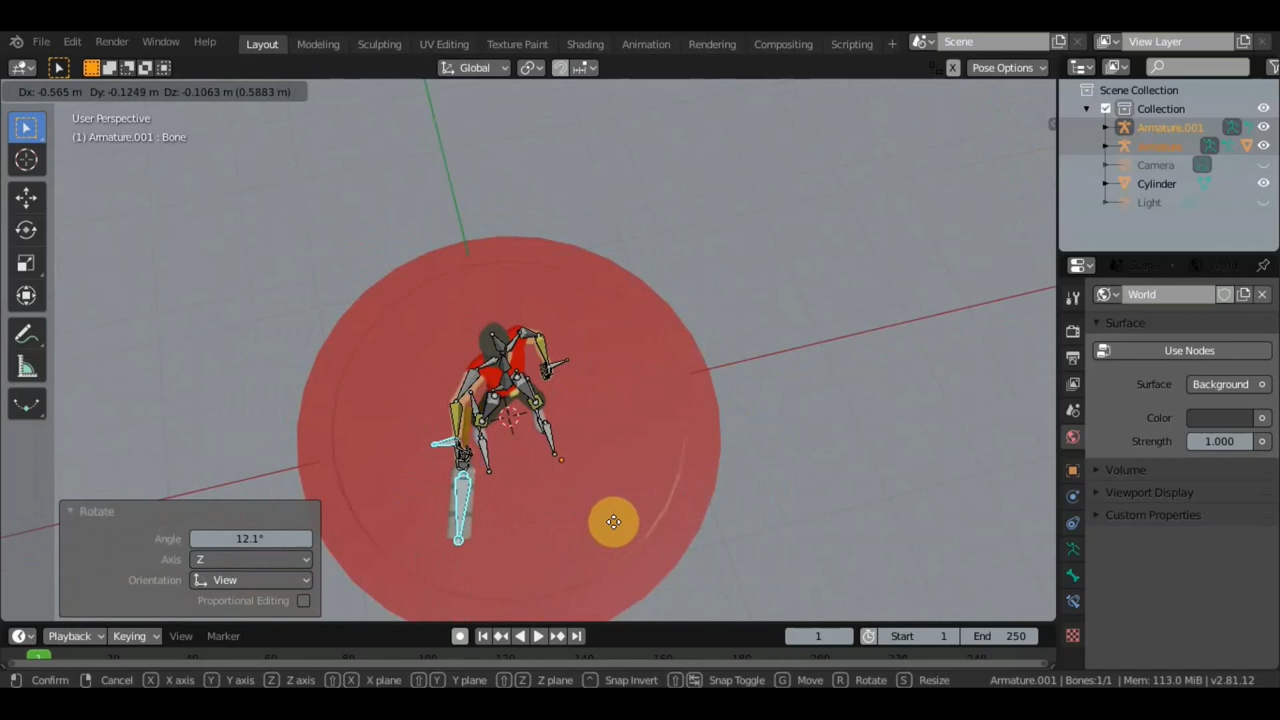 File Edit Render Window Help Layout Modeling Sculpting UV Editing Texture Paint Shading Animation Rendering Compositing Scripting + Scene View Layer
Global X Pose Options
Dx: -0.565 m Dy: -0.1249 m Dz: -0.1063 m (0.5883 m)
User Perspective
(1) Armature.001 : Bone
Scene Collection
Collection
Armature.001
Camera
Cylinder
Light
World
Surface
Use Nodes
Surface Background
Color
Strength 1.000
Volume
Viewport Display
Custom Properties
Rotate
Angle 12.1°
Axis Z
Orientation View
Proportional Editing
Playback Keying View Marker 1 Start 1 End 250
Confirm Cancel X X axis Y Y axis Z Z axis X X plane Y Y plane Z Z plane ^ Snap Invert Snap Toggle G Move R Rotate S Resize Armature.001 | Bones:1/1 | Mem: 113.0 MiB | v2.81.12